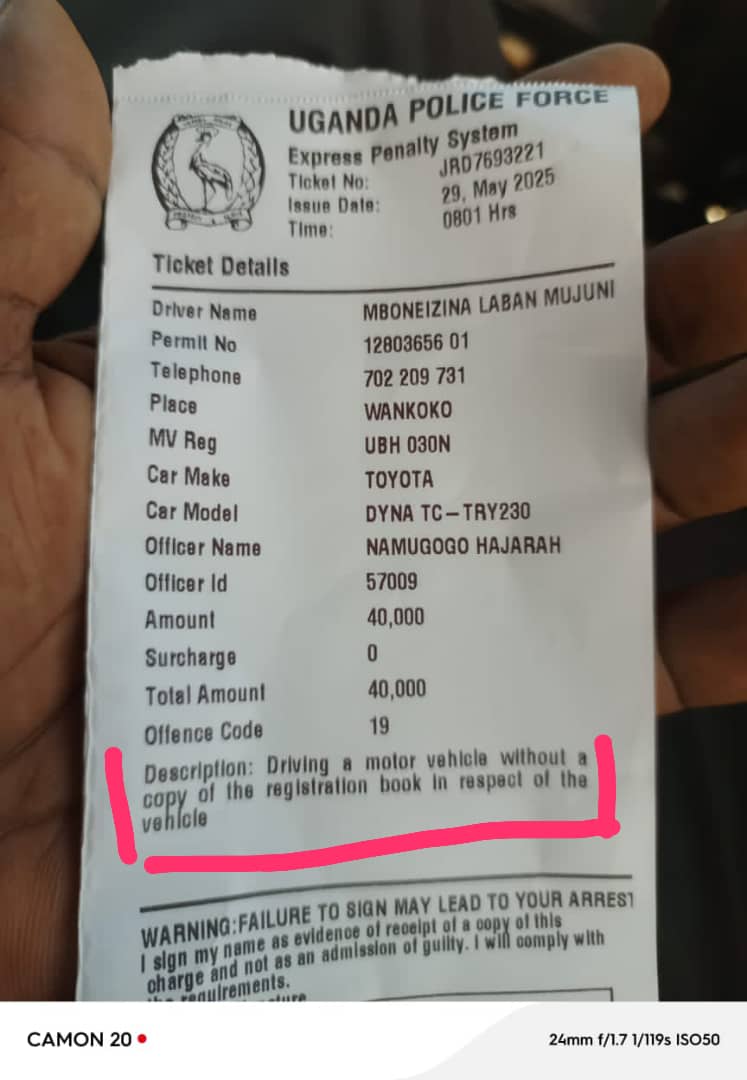 UGANDA POLICE FORCE
Express Penalty System
Ticket No: JRD7693221
Issue Date: 29, May 2025
Time: 0801 Hrs
Ticket Details
Driver Name MBONEIZINA LABAN MUJUNI
Permit No 12803656 01
Telephone 702 209 731
Place WANKOKO
MV Reg UBH 030N
Car Make TOYOTA
Car Model DYNA TC-TRY230
Officer Name NAMUGOGO HAJARAH
Officer Id 57009
Amount 40,000
Surcharge 0
Total Amount 40,000
Offence Code 19
Description: Driving a motor vehicle without a
copy of the registration book in respect of the
vehicle
WARNING:FAILURE TO SIGN MAY LEAD TO YOUR ARREST
I sign my name as evidence of receipt of a copy of this
charge and not as an admission of guilty. I will comply with
the requirements.
CAMON 20 24mm f/1.7 1/119s ISO50